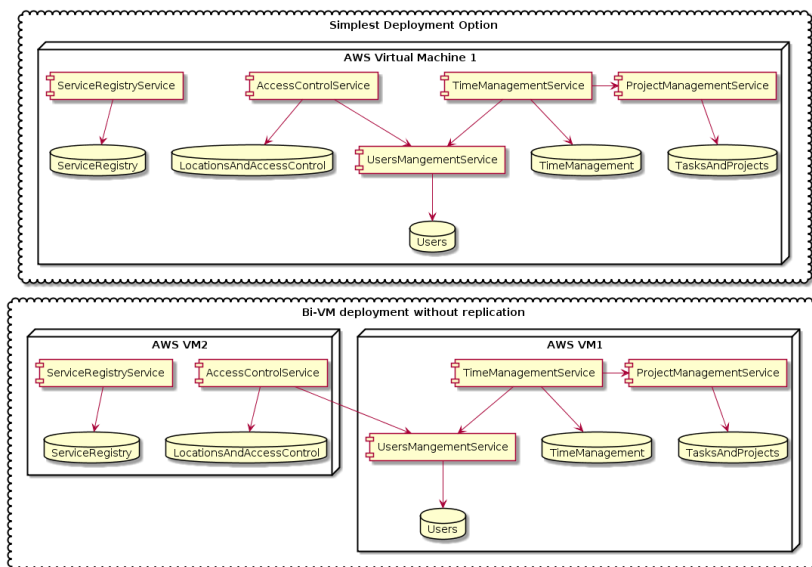 Simplest Deployment Option
AWS Virtual Machine 1
ServiceRegistryService
AccessControlService
TimeManagementService
ProjectManagementService
ServiceRegistry
LocationsAndAccessControl
UsersMangementService
TimeManagement
TasksAndProjects
Users
Bi-VM deployment without replication
AWS VM2
AWS VM1
ServiceRegistryService
AccessControlService
TimeManagementService
ProjectManagementService
ServiceRegistry
LocationsAndAccessControl
UsersMangementService
TimeManagement
TasksAndProjects
Users